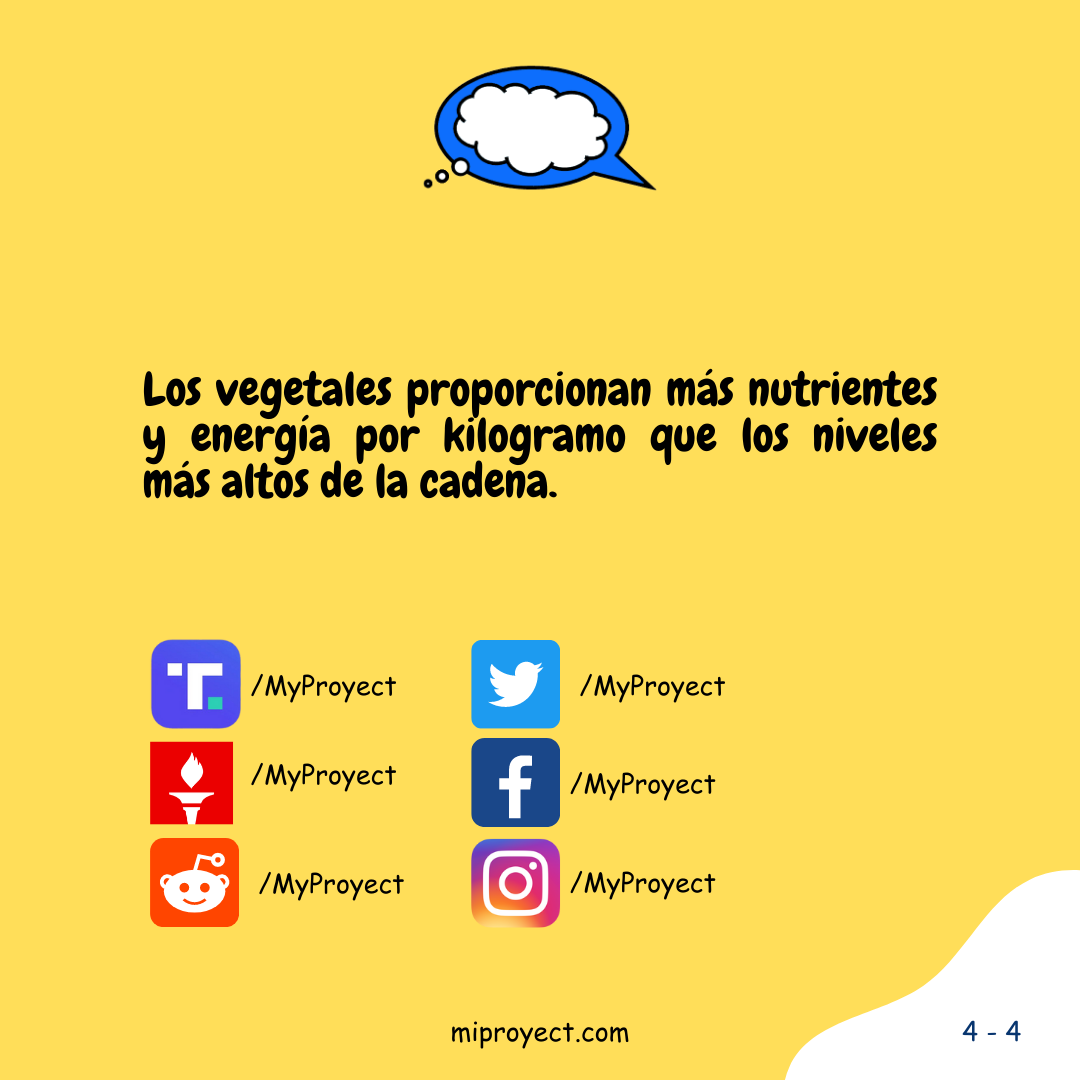 Los vegetales proporcionan más nutrientes
y energía por kilogramo que los niveles
más altos de la cadena.
/MyProyect
/MyProyect
/MyProyect
/MyProyect
/MyProyect
/MyProyect
miproyect.com
4 - 4